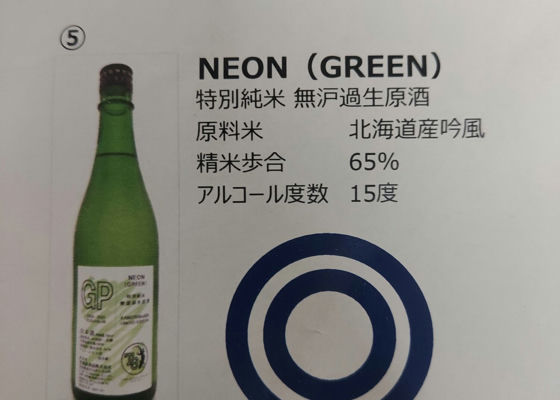 ⑤
NEON（GREEN）
特別純米 無沪過生原酒
原料米 北海道産吟風
精米歩合 65%
アルコール度数 15度
GP
NEON
(GREEN)